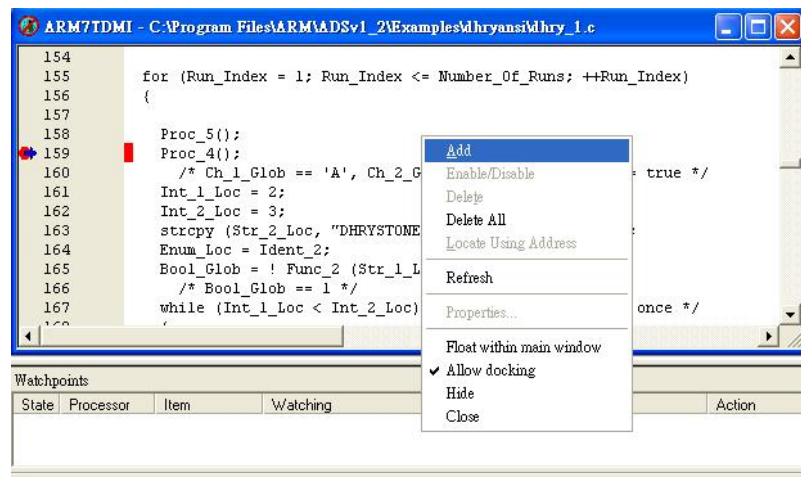 ARM7TDMI - C:\Program Files\ARM\ADSv1_2\Examples\dhryansi\dhry_1.c
154
155 for (Run_Index = 1; Run_Index <= Number_Of_Runs; ++Run_Index)
156 {
157
158 Proc_5();
159 Proc_4();
160 /* Ch_1_Glob == 'A', Ch_2_G = true */
161 Int_1_Loc = 2;
162 Int_2_Loc = 3;
163 strcpy (Str_2_Loc, "DHRYSTONE
164 Enum_Loc = Ident_2;
165 Bool_Glob = ! Func_2 (Str_1_L
166 /* Bool_Glob == 1 */
167 while (Int_1_Loc < Int_2_Loc) once */
Add
Enable/Disable
Delete
Delete All
Locate Using Address
Refresh
Properties...
Float within main window
Allow docking
Hide
Close
Watchpoints
State Processor Item Watching Action